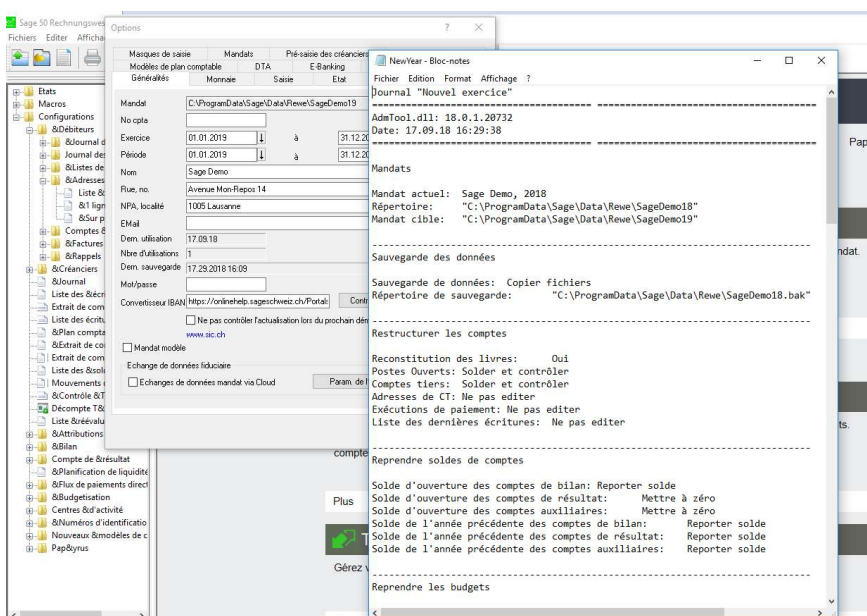 Sage 50 Rechnungswes
Fichiers Editer Afficha
Etats
Macros
Configurations
&Débiteurs
&Journal d
Journal des
&Listes de
&Adresses
Liste &
&1 lign
&Sur p
Comptes &
&Factures
&Rappels
&Créanciers
&Journal
Liste des &écri
Extrait de com
Liste des écritu
&Plan compta
&Extrait de co
Extrait de com
Liste des &sol
Mouvements
&Contrôle &T
Décompte T&
Liste &réévalu
&Attributions
&Bilan
Compte de &résultat
&Planification de liquidité
&Flux de paiements direct
&Budgetisation
Centres &d'activité
&Numéros d'identificatio
Nouveaux &modèles de c
Pap&yrus
Options
?
Masques de saisie Mandats Pré-saisie des créanciers
Modèles de plan comptable DTA E-Banking
Généralités Monnaie Saisie Etat
Mandat C:\ProgramData\Sage\Data\Rewe\SageDemo19
No cpta
Exercice 01.01.2019 à 31.12.20
Période 01.01.2019 à 31.12.20
Nom Sage Demo
Rue, no. Avenue Mon-Repos 14
NPA, localité 1005 Lausanne
EMail
Dern. utilisation 17.09.18
Nbre d'utilisations 1
Dern. sauvegarde 17.29.2018 16:09
Mot/passe
Convertisseur IBAN https://onlinehelp.sageschweiz.ch/Portal: Contr
Ne pas contrôler l'actualisation lors du prochain dén
www.sic.ch
Mandat modèle
Echange de données fiduciaire
Echanges de données mandat via Cloud Param. de l
NewYear - Bloc-notes
Fichier Edition Format Affichage ?
Journal "Nouvel exercice"
AdmTool.dll: 18.0.1.20732
Date: 17.09.18 16:29:38
Mandats
Mandat actuel: Sage Demo, 2018
Répertoire: "C:\ProgramData\Sage\Data\Rewe\SageDemo18"
Mandat cible: "C:\ProgramData\Sage\Data\Rewe\SageDemo19"
Sauvegarde des données
Sauvegarde de données: Copier fichiers
Répertoire de sauvegarde: "C:\ProgramData\Sage\Data\Rewe\SageDemo18.bak"
Restructurer les comptes
Reconstitution des livres: Oui
Postes Ouverts: Solder et contrôler
Comptes tiers: Solder et contrôler
Adresses de CT: Ne pas editer
Exécutions de paiement: Ne pas editer
Liste des dernières écritures: Ne pas editer
Reprendre soldes de comptes
Solde d'ouverture des comptes de bilan: Reporter solde
Solde d'ouverture des comptes de résultat: Mettre à zéro
Solde d'ouverture des comptes auxiliaires: Mettre à zéro
Solde de l'année précédente des comptes de bilan: Reporter solde
Solde de l'année précédente des comptes de résultat: Reporter solde
Solde de l'année précédente des comptes auxiliaires: Reporter solde
Reprendre les budgets
Pap
ndat.
ts.
compte
Plus
T
Gérez v